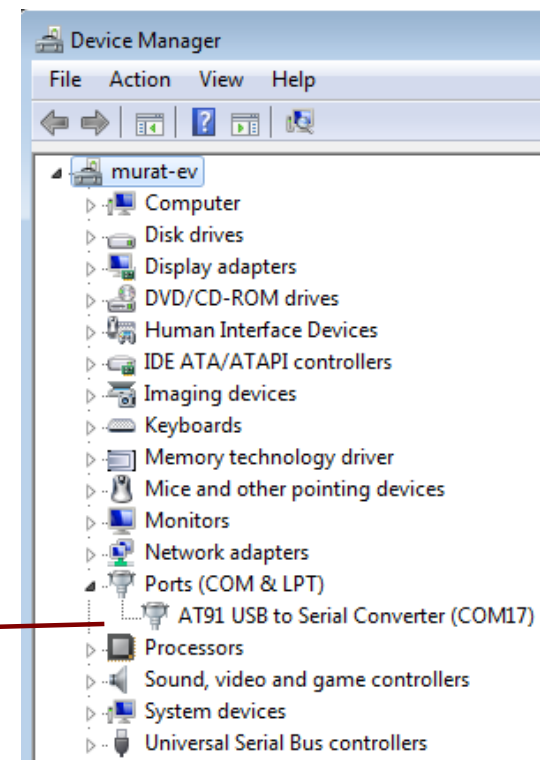 Device Manager
File Action View Help
murat-ev
Computer
Disk drives
Display adapters
DVD/CD-ROM drives
Human Interface Devices
IDE ATA/ATAPI controllers
Imaging devices
Keyboards
Memory technology driver
Mice and other pointing devices
Monitors
Network adapters
Ports (COM & LPT)
AT91 USB to Serial Converter (COM17)
Processors
Sound, video and game controllers
System devices
Universal Serial Bus controllers